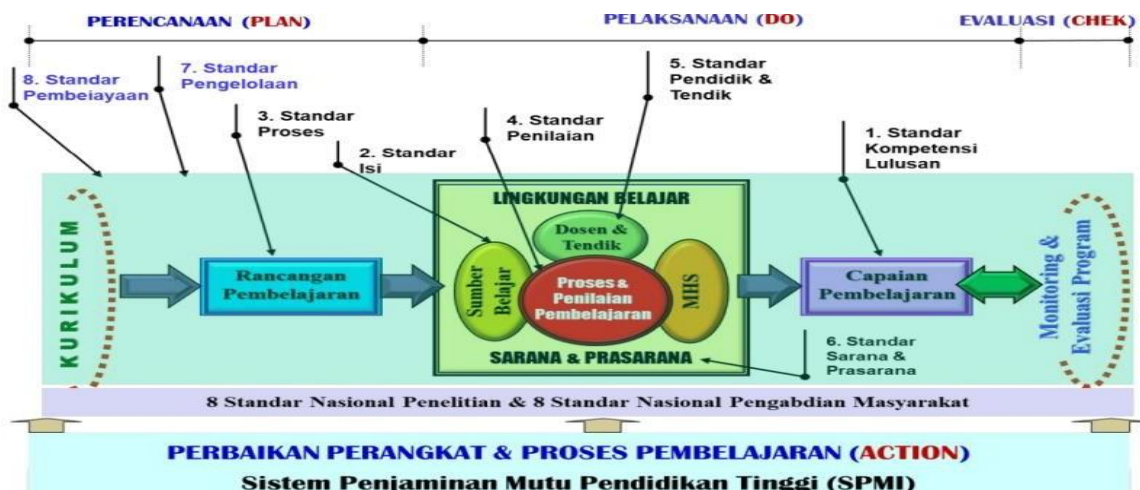 PERENCANAAN (PLAN)
PELAKSANAAN (DO)
EVALUASI (CHEK)
8. Standar
Pembeiayaan
7. Standar
Pengelolaan
3. Standar
Proses
2. Standar
Isi
4. Standar
Penilaian
5. Standar
Pendidik &
Tendik
1. Standar
Kompetensi
Lulusan
KURIKULUM
Rancangan
Pembelajaran
LINGKUNGAN BELAJAR
Dosen &
Tendik
Sumber
Belajar
Proses &
Penilaian
Pembelajaran
MHS
SARANA & PRASARANA
Capaian
Pembelajaran
6. Standar
Sarana &
Prasarana
Monitoring &
Evaluasi Program
8 Standar Nasional Penelitian & 8 Standar Nasional Pengabdian Masyarakat
PERBAIKAN PERANGKAT & PROSES PEMBELAJARAN (ACTION)
Sistem Penjaminan Mutu Pendidikan Tinggi (SPMI)